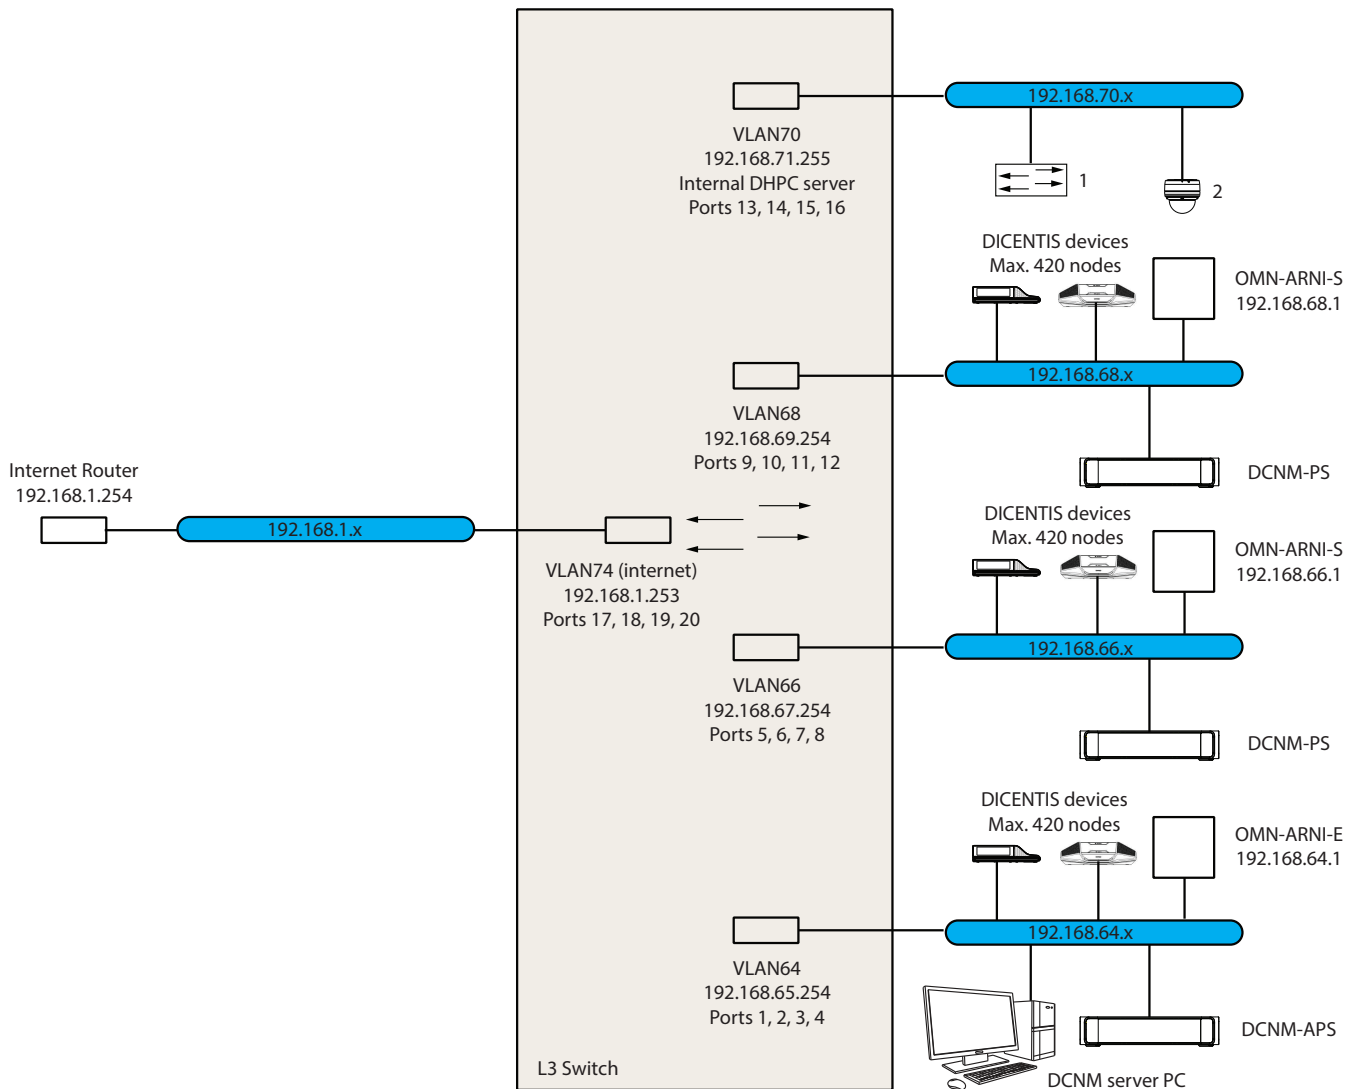 192.168.70.x
VLAN70
192.168.71.255
Internal DHPC server
Ports 13, 14, 15, 16
1
2
DICENTIS devices
Max. 420 nodes
OMN-ARNI-S
192.168.68.1
192.168.68.x
VLAN68
192.168.69.254
Ports 9, 10, 11, 12
DCNM-PS
Internet Router
192.168.1.254
192.168.1.x
VLAN74 (internet)
192.168.1.253
Ports 17, 18, 19, 20
DICENTIS devices
Max. 420 nodes
OMN-ARNI-S
192.168.66.1
192.168.66.x
VLAN66
192.168.67.254
Ports 5, 6, 7, 8
DCNM-PS
DICENTIS devices
Max. 420 nodes
OMN-ARNI-E
192.168.64.1
192.168.64.x
VLAN64
192.168.65.254
Ports 1, 2, 3, 4
DCNM-APS
DCNM server PC
L3 Switch